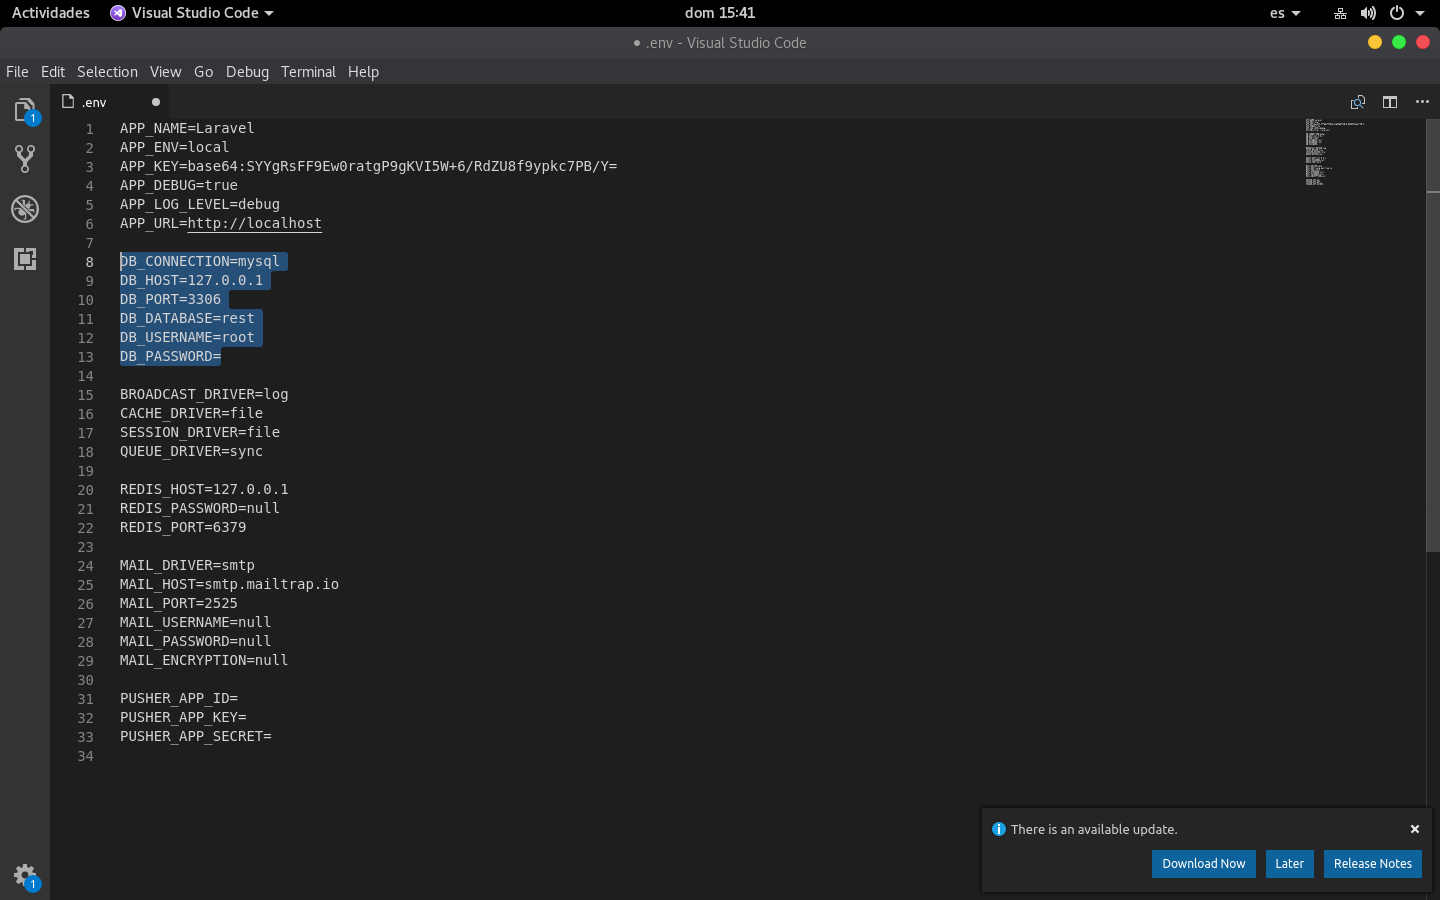 Actividades Visual Studio Code dom 15:41 es
● .env - Visual Studio Code
File Edit Selection View Go Debug Terminal Help
1 .env
1 APP_NAME=Laravel
2 APP_ENV=local
3 APP_KEY=base64:SYYgRsFF9Ew0ratgP9gKVI5W+6/RdZU8f9ypkc7PB/Y=
4 APP_DEBUG=true
5 APP_LOG_LEVEL=debug
6 APP_URL=http://localhost
7
8 DB_CONNECTION=mysql
9 DB_HOST=127.0.0.1
10 DB_PORT=3306
11 DB_DATABASE=rest
12 DB_USERNAME=root
13 DB_PASSWORD=
14
15 BROADCAST_DRIVER=log
16 CACHE_DRIVER=file
17 SESSION_DRIVER=file
18 QUEUE_DRIVER=sync
19
20 REDIS_HOST=127.0.0.1
21 REDIS_PASSWORD=null
22 REDIS_PORT=6379
23
24 MAIL_DRIVER=smtp
25 MAIL_HOST=smtp.mailtrap.io
26 MAIL_PORT=2525
27 MAIL_USERNAME=null
28 MAIL_PASSWORD=null
29 MAIL_ENCRYPTION=null
30
31 PUSHER_APP_ID=
32 PUSHER_APP_KEY=
33 PUSHER_APP_SECRET=
34
There is an available update.
Download Now Later Release Notes
1